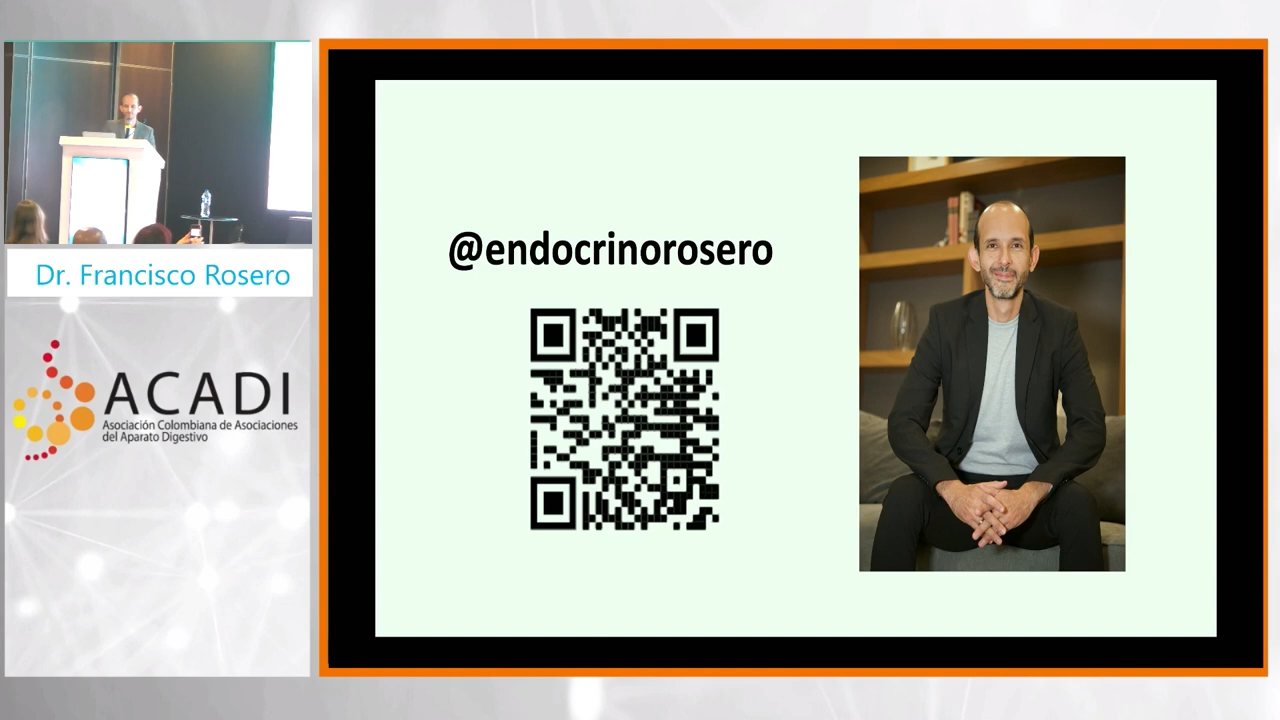 Dr. Francisco Rosero
ACADI
Asociación Colombiana de Asociaciones
del Aparato Digestivo
@endocrinorosero